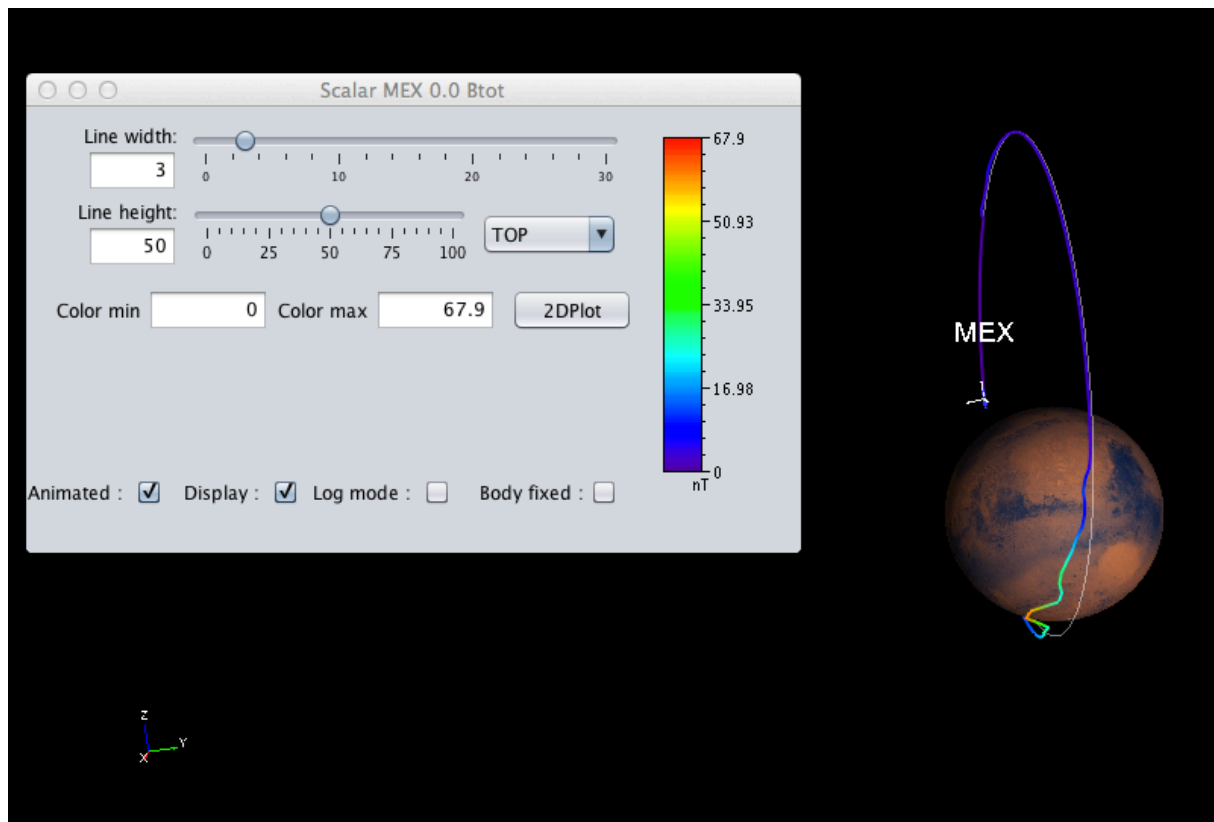 Scalar MEX 0.0 Btot
Line width:
3
0 10 20 30
Line height:
50
0 25 50 75 100
TOP
Color min 0 Color max 67.9 2DPlot
67.9
50.93
33.95
16.98
0
nT
Animated : Display : Log mode : Body fixed :
MEX
Z
Y
X